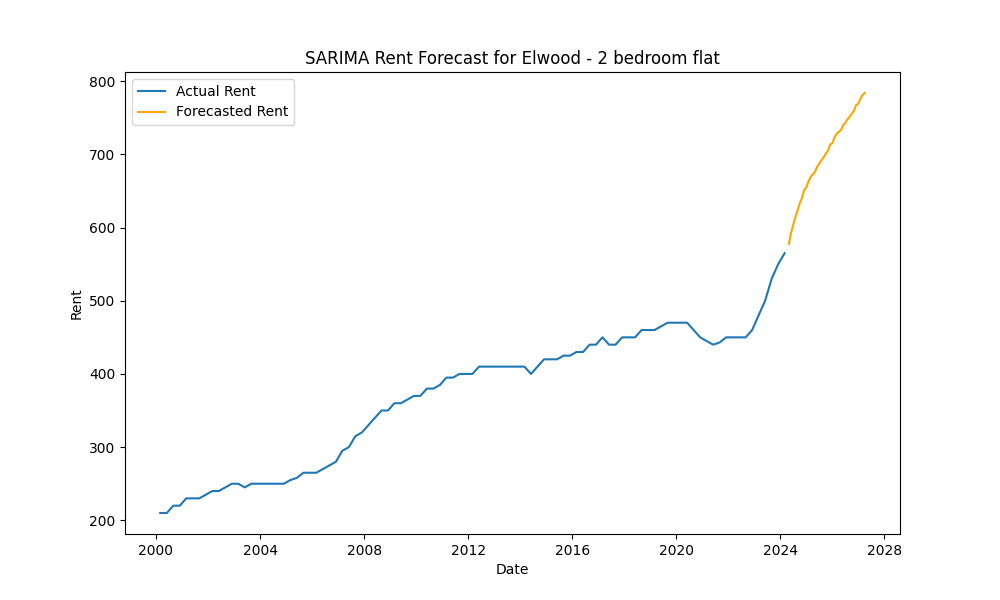 SARIMA Rent Forecast for Elwood - 2 bedroom flat
Actual Rent
Forecasted Rent
800
700
600
500
400
300
200
Rent
2000 2004 2008 2012 2016 2020 2024 2028
Date